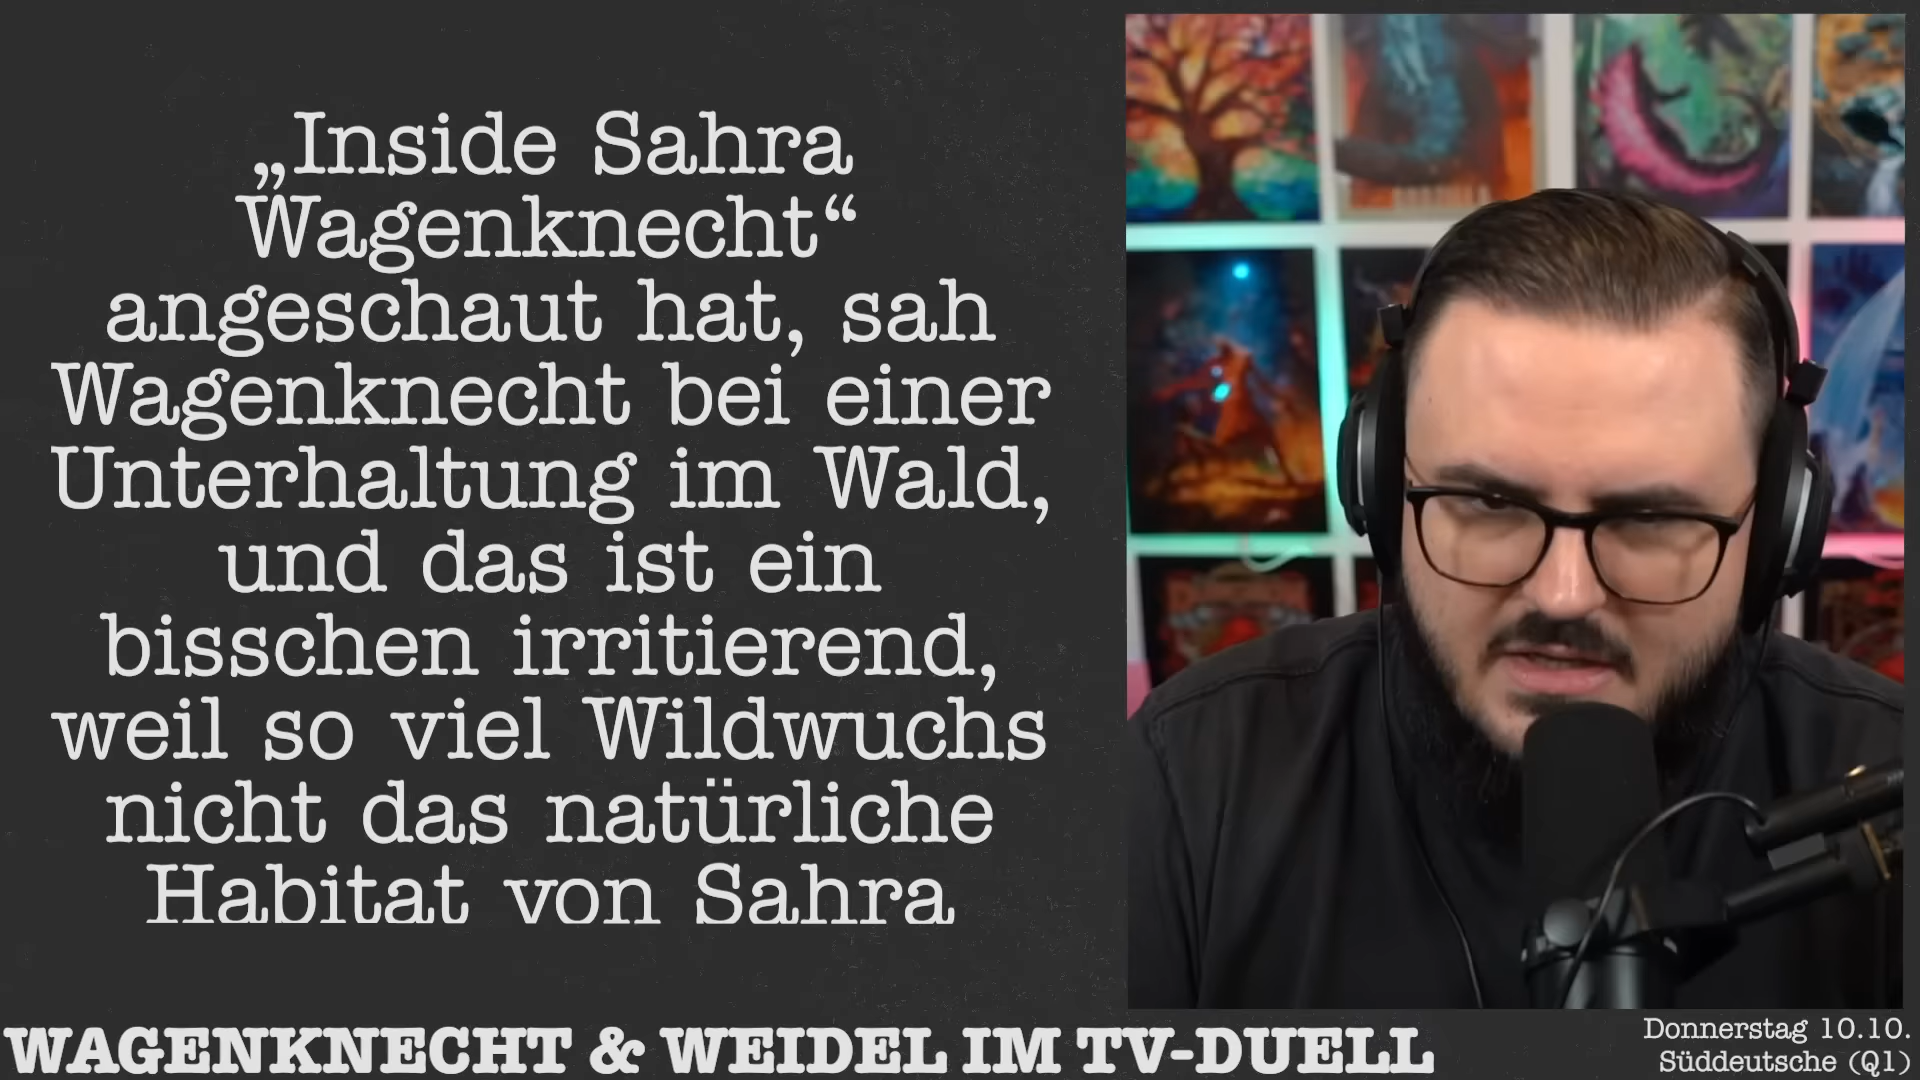 „Inside Sahra
Wagenknecht“
angeschaut hat, sah
Wagenknecht bei einer
Unterhaltung im Wald,
und das ist ein
bisschen irritierend,
weil so viel Wildwuchs
nicht das natürliche
Habitat von Sahra
WAGENKNECHT & WEIDEL IM TV-DUELL
Donnerstag 10.10.
Süddeutsche (Q1)